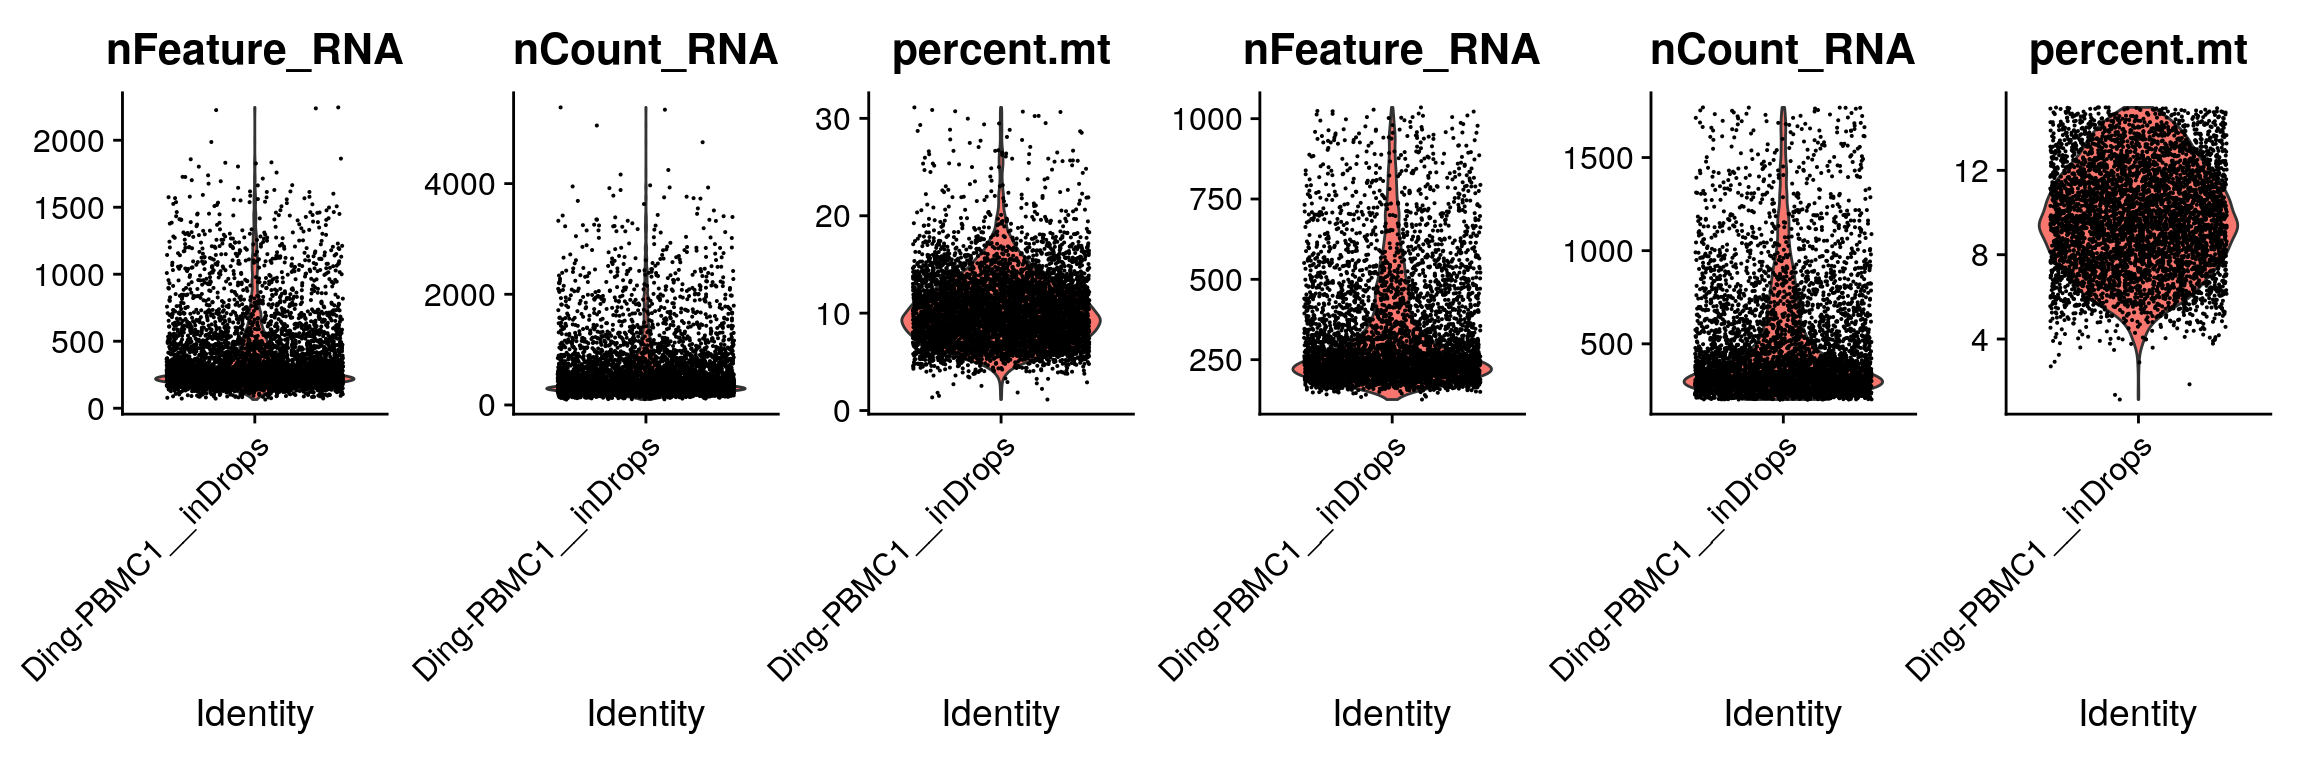 nFeature_RNA
2000
1500
1000
500
0
Ding-PBMC1__inDrops
Identity
nCount_RNA
4000
2000
0
Ding-PBMC1__inDrops
Identity
percent.mt
30
20
10
0
Ding-PBMC1__inDrops
Identity
nFeature_RNA
1000
750
500
250
Ding-PBMC1__inDrops
Identity
nCount_RNA
1500
1000
500
Ding-PBMC1__inDrops
Identity
percent.mt
12
8
4
Ding-PBMC1__inDrops
Identity